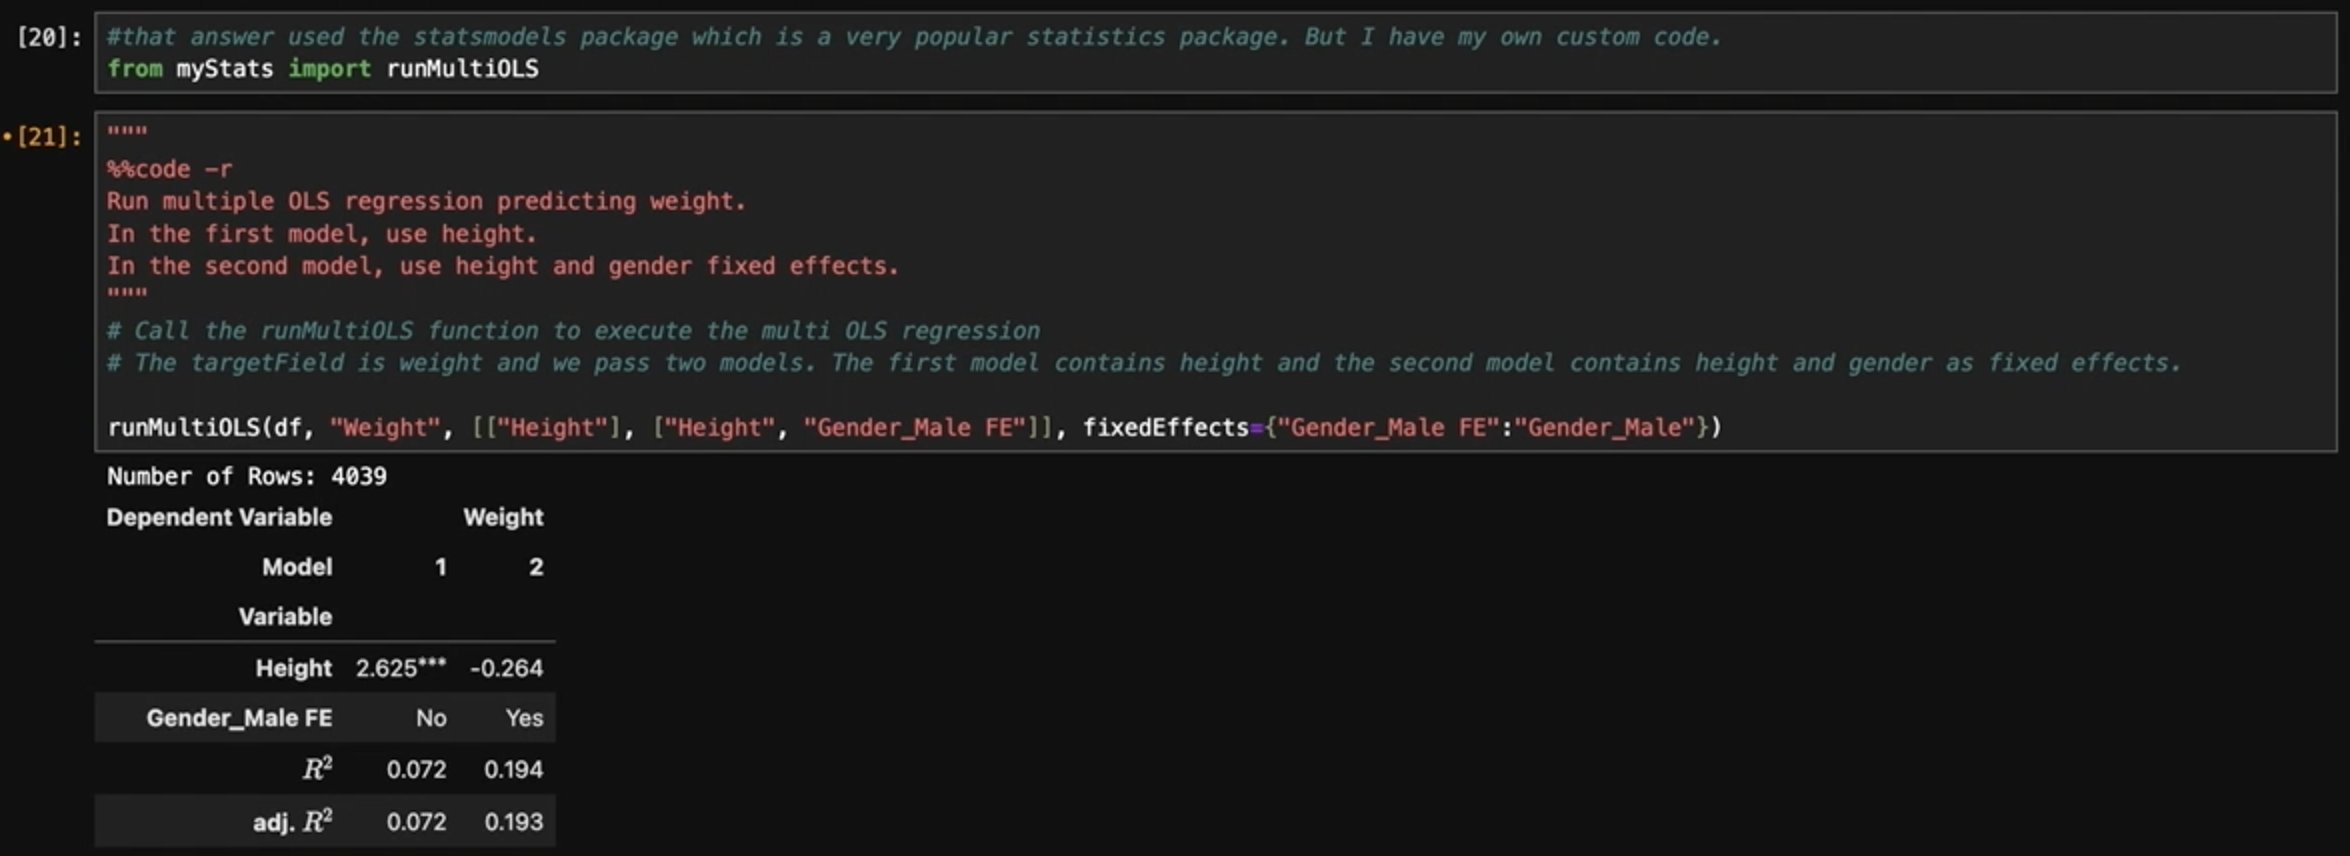 [20]: #that answer used the statsmodels package which is a very popular statistics package. But I have my own custom code.
from myStats import runMultiOLS
•[21]: """
%%code -r
Run multiple OLS regression predicting weight.
In the first model, use height.
In the second model, use height and gender fixed effects.
"""
# Call the runMultiOLS function to execute the multi OLS regression
# The targetField is weight and we pass two models. The first model contains height and the second model contains height and gender as fixed effects.
runMultiOLS(df, "Weight", [["Height"], ["Height", "Gender_Male FE"]], fixedEffects={"Gender_Male FE":"Gender_Male"})
Number of Rows: 4039
Dependent Variable Weight
Model 1 2
Variable
Height 2.625*** -0.264
Gender_Male FE No Yes
R² 0.072 0.194
adj. R² 0.072 0.193